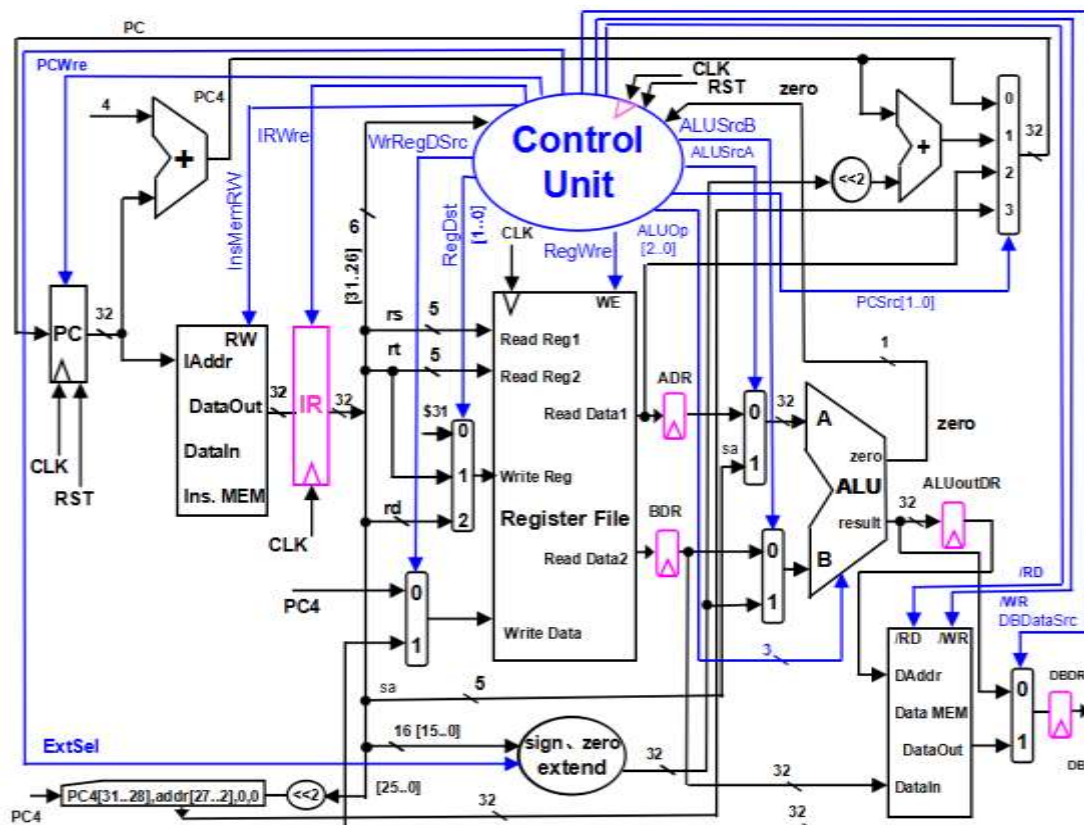 PC
PCWre
4
PC4
IRWre
InsMemRW
WrRegDSrc
6
[31..26]
RegDst
[1..0]
Control
Unit
CLK
RST
zero
ALUSrcB
ALUSrcA
ALUOp
[2..0]
RegWre
CLK
WE
<<2
+
+
0
1
2
3
32
PCSrc[1..0]
1
PC
32
CLK
RST
RW
IAddr
DataOut
DataIn
Ins. MEM
32
IR
32
CLK
rs
5
rt
5
$31
0
1
2
rd
Read Reg1
Read Reg2
Read Data1
Write Reg
Register File
Read Data2
Write Data
PC4
0
1
ADR
BDR
sa
0
1
32
0
1
A
B
zero
ALU
result
zero
32
ALUoutDR
/RD
/WR
DBDataSrc
/RD
/WR
DAddr
Data MEM
DataOut
DataIn
0
1
DBDR
DB
3
sa
5
16 [15..0]
sign、zero
extend
32
32
ExtSel
[25..0]
PC4[31..28],addr[27..2],0,0
<<2
PC4
32
32